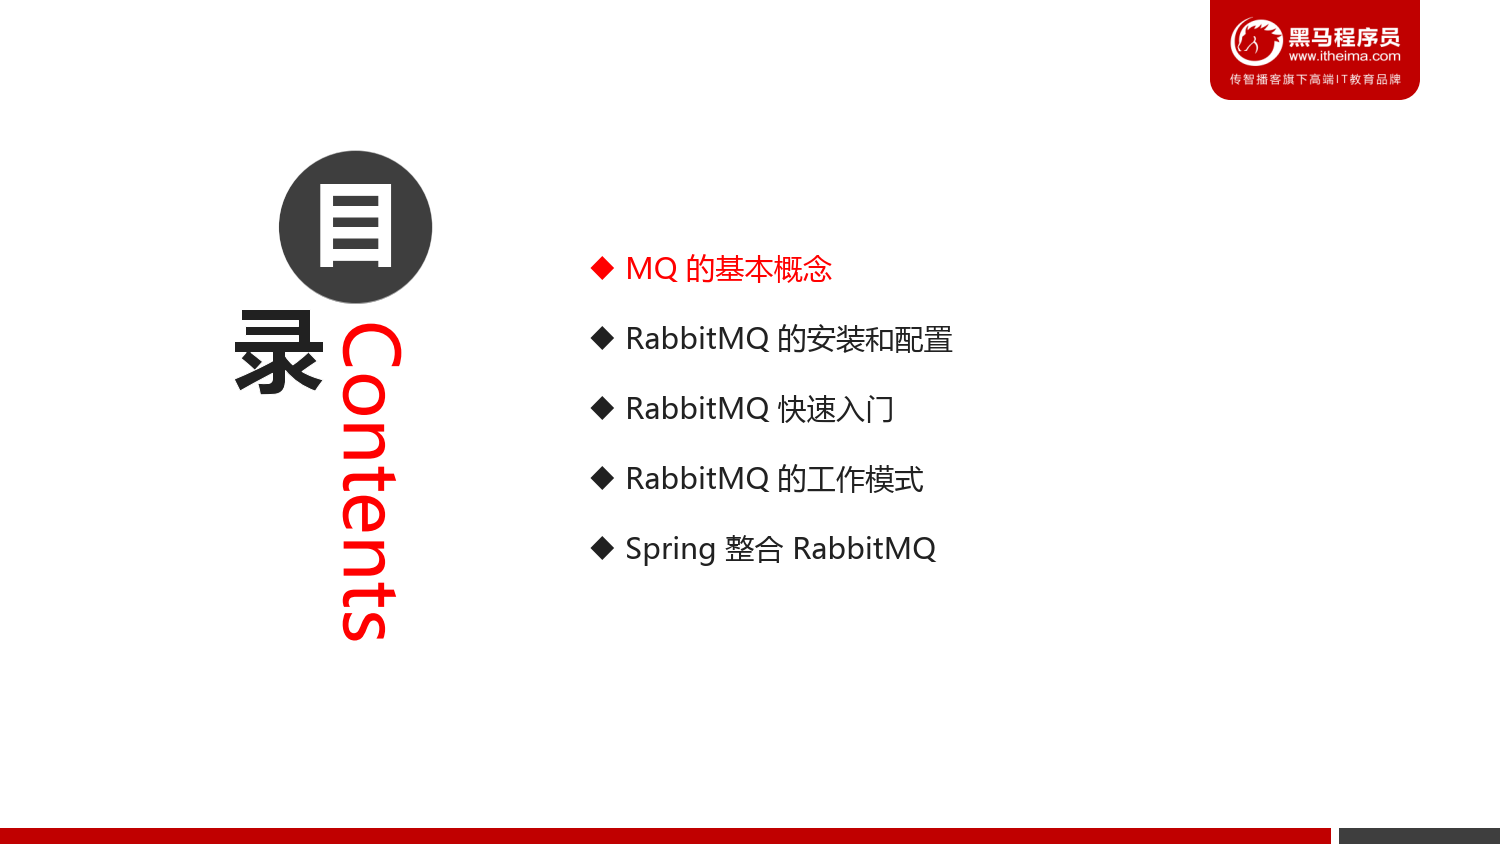 黑马程序员
www.itheima.com
传智播客旗下高端IT教育品牌
目
录
Contents
MQ 的基本概念
RabbitMQ 的安装和配置
RabbitMQ 快速入门
RabbitMQ 的工作模式
Spring 整合 RabbitMQ